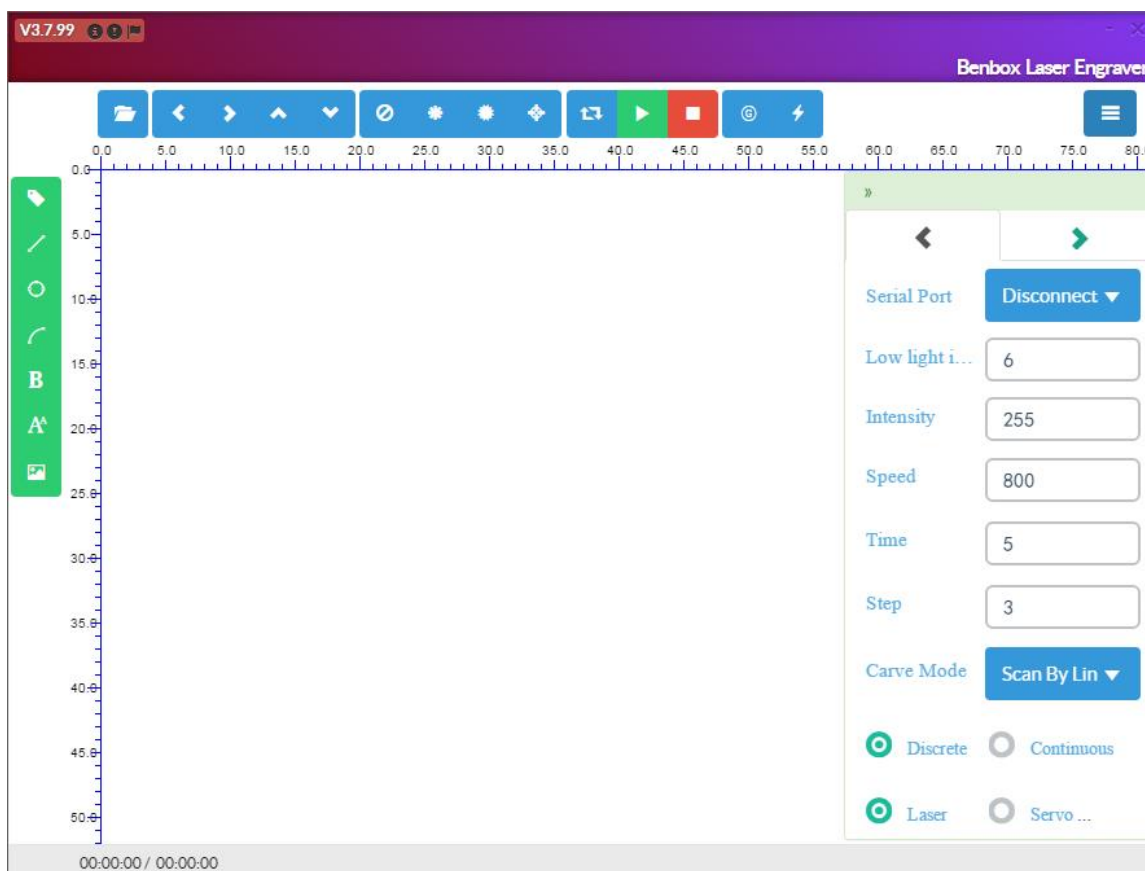 V3.7.99
Benbox Laser Engraver
0.0 5.0 10.0 15.0 20.0 25.0 30.0 35.0 40.0 45.0 50.0 55.0 60.0 65.0 70.0 75.0 80.
0.0
5.0
10.0
15.0
20.0
25.0
30.0
35.0
40.0
45.0
50.0
»
Serial Port Disconnect
Low light i... 6
Intensity 255
Speed 800
Time 5
Step 3
Carve Mode Scan By Lin
Discrete Continuous
Laser Servo ...
B
AA
00:00:00 / 00:00:00